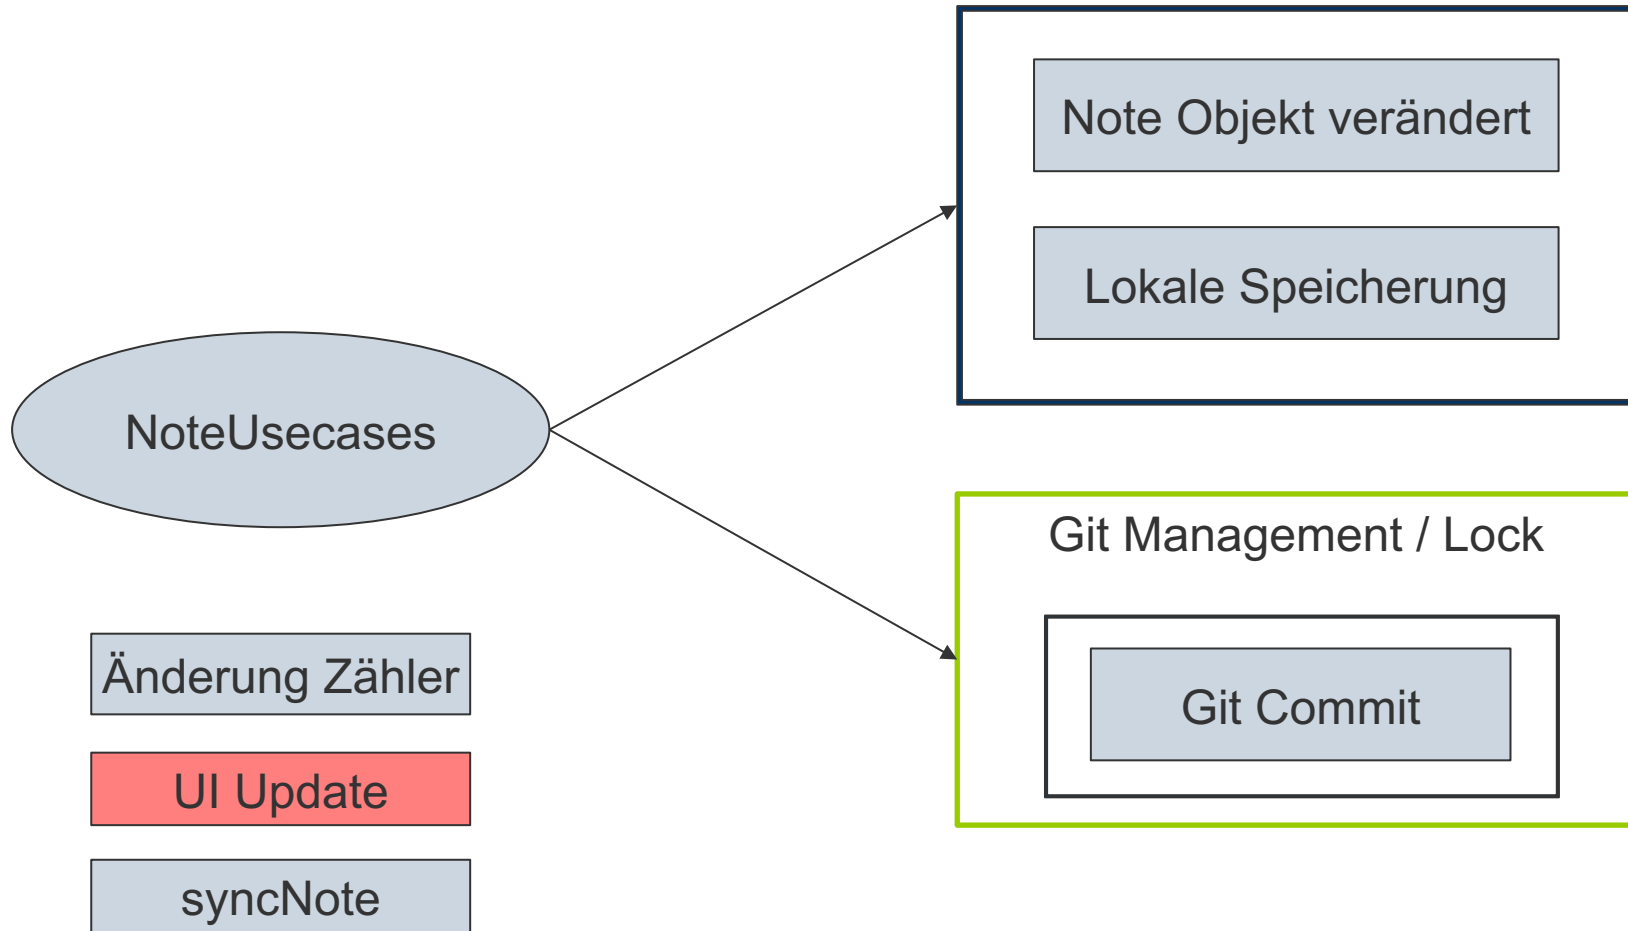 Note Objekt verändert
Lokale Speicherung
NoteUsecases
Git Management / Lock
Git Commit
Änderung Zähler
UI Update
syncNote